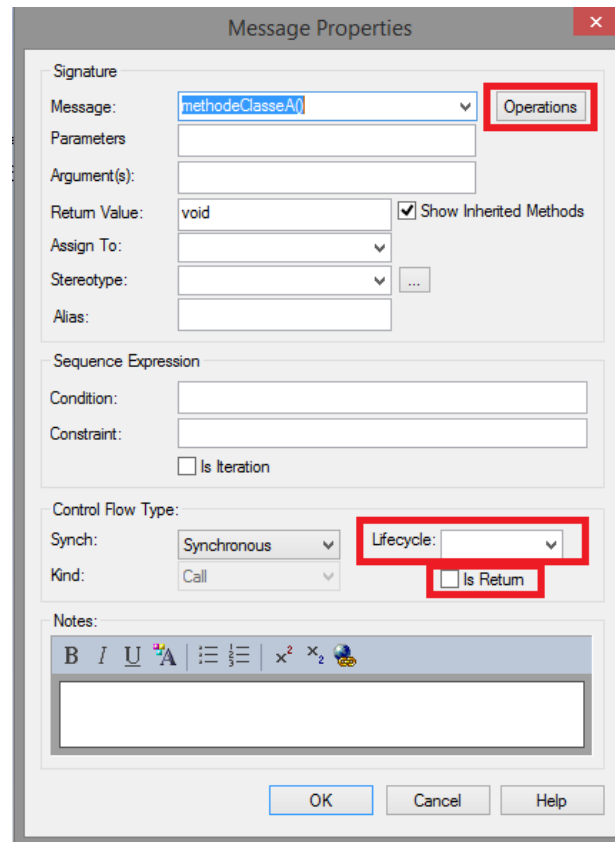 Message Properties
Signature
Message: methodeClasseA() Operations
Parameters
Argument(s):
Return Value: void Show Inherited Methods
Assign To:
Stereotype: ...
Alias:
Sequence Expression
Condition:
Constraint:
Is Iteration
Control Flow Type:
Synch: Synchronous Lifecycle:
Kind: Call Is Return
Notes:
B I U A x² x₂
OK Cancel Help